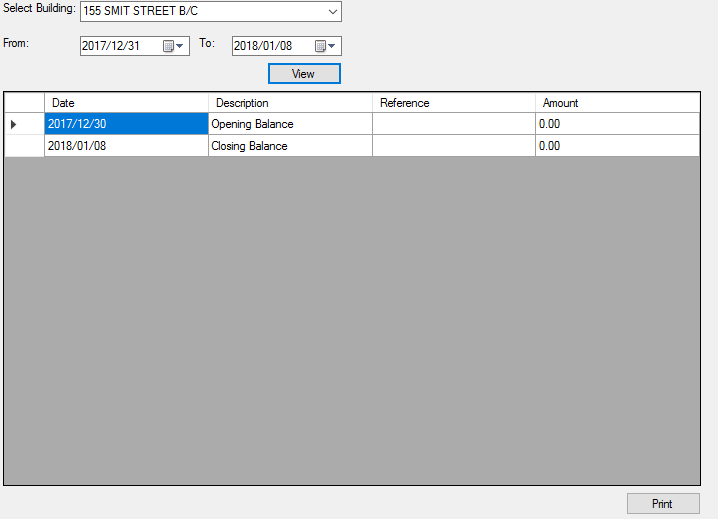 Select Building: 155 SMIT STREET B/C
From: 2017/12/31 To: 2018/01/08
View
Date Description Reference Amount
2017/12/30 Opening Balance 0.00
2018/01/08 Closing Balance 0.00
Print